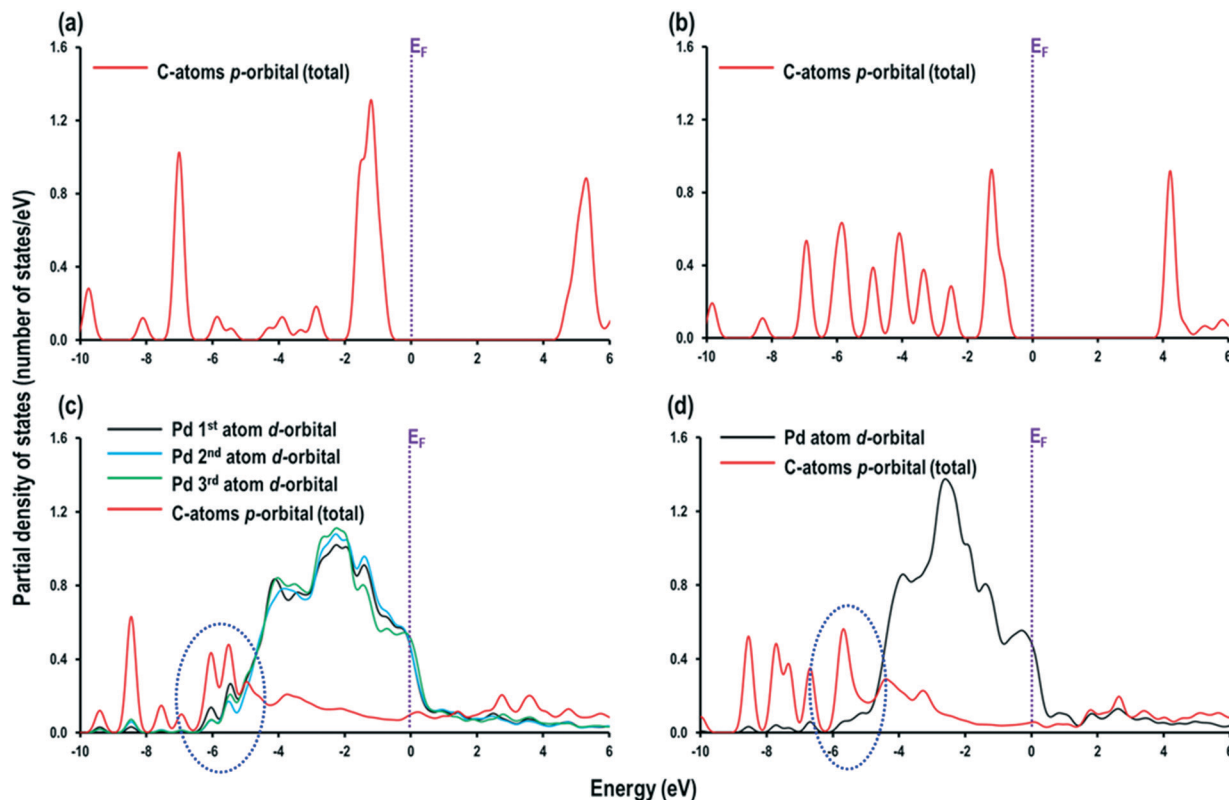 (a)
(b)
1.6
1.2
0.8
0.4
0.0
C-atoms p-orbital (total)
E_F
-10 -8 -6 -4 -2 0 2 4 6
1.6
1.2
0.8
0.4
0.0
C-atoms p-orbital (total)
E_F
-10 -8 -6 -4 -2 0 2 4 6
Partial density of states (number of states/eV)
(c)
(d)
1.6
1.2
0.8
0.4
0.0
Pd 1st atom d-orbital
Pd 2nd atom d-orbital
Pd 3rd atom d-orbital
C-atoms p-orbital (total)
E_F
-10 -8 -6 -4 -2 0 2 4 6
1.6
1.2
0.8
0.4
0.0
Pd atom d-orbital
C-atoms p-orbital (total)
E_F
-10 -8 -6 -4 -2 0 2 4 6
Energy (eV)